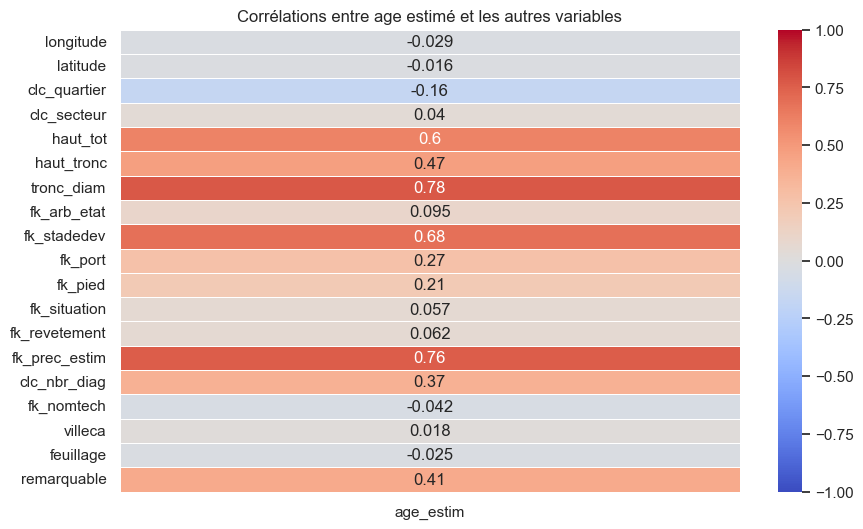 Corrélations entre age estimé et les autres variables
longitude -0.029
latitude -0.016
clc_quartier -0.16
clc_secteur 0.04
haut_tot 0.6
haut_tronc 0.47
tronc_diam 0.78
fk_arb_etat 0.095
fk_stadedev 0.68
fk_port 0.27
fk_pied 0.21
fk_situation 0.057
fk_revetement 0.062
fk_prec_estim 0.76
clc_nbr_diag 0.37
fk_nomtech -0.042
villeca 0.018
feuillage -0.025
remarquable 0.41
age_estim
1.00
0.75
0.50
0.25
0.00
−0.25
−0.50
−0.75
−1.00